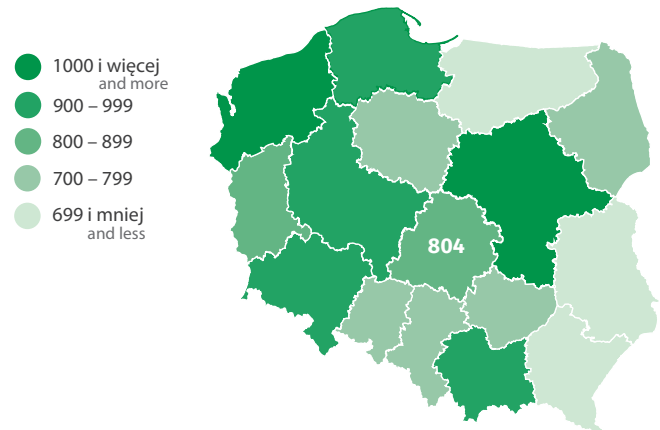 1000 i więcej
and more
900 – 999
800 – 899
700 – 799
699 i mniej
and less
804